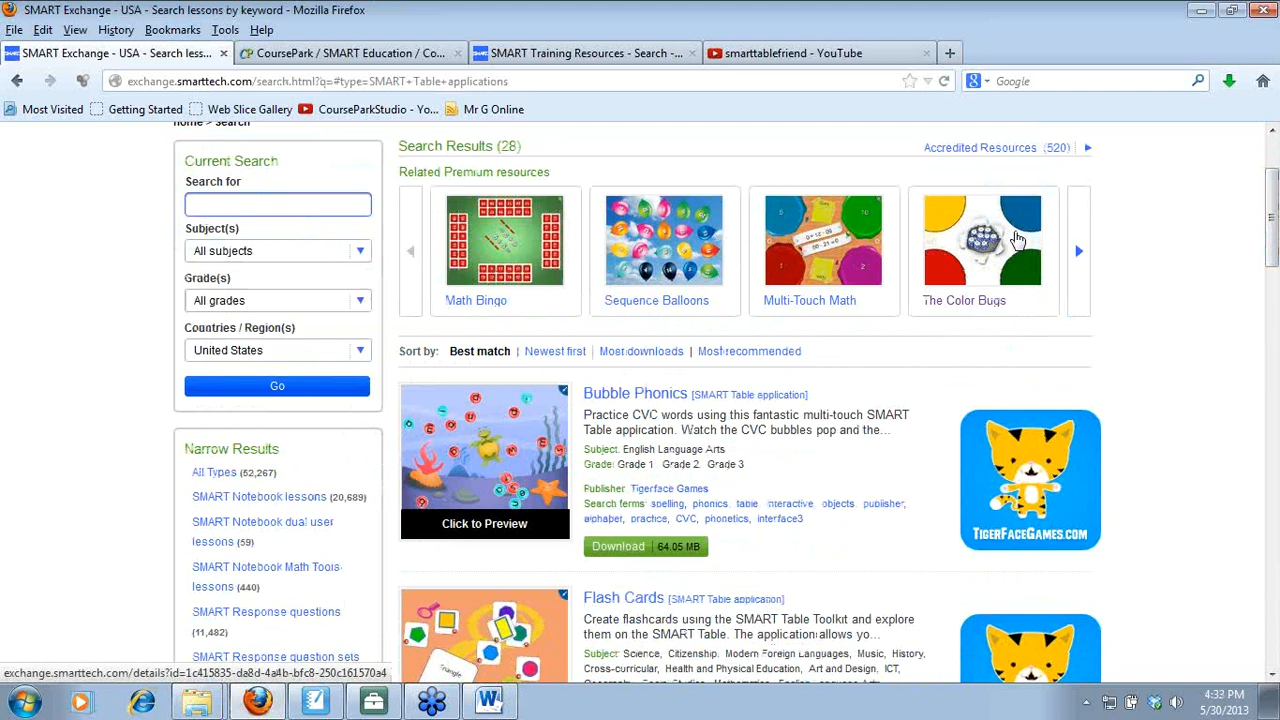 SMART Exchange - USA - Search lessons by keyword - Mozilla Firefox
File Edit View History Bookmarks Tools Help
SMART Exchange - USA - Search less... × CoursePark / SMART Education / Co... × SMART Training Resources - Search -... × smarttablefriend - YouTube × +
exchange.smarttech.com/search.html?q=#type=SMART+Table+applications
Google
Most Visited Getting Started Web Slice Gallery CourseParkStudio - Yo... Mr G Online
home > search
Current Search
Search for
Subject(s)
All subjects
Grade(s)
All grades
Countries / Region(s)
United States
Go
Narrow Results
All Types (52,267)
SMART Notebook lessons (20,689)
SMART Notebook dual user
lessons (59)
SMART Notebook Math Tools
lessons (440)
SMART Response questions
(11,482)
SMART Response question sets
Search Results (28)
Accredited Resources (520)
Related Premium resources
Math Bingo
Sequence Balloons
Multi-Touch Math
The Color Bugs
Sort by: Best match | Newest first | Most downloads | Most recommended
Bubble Phonics [SMART Table application]
Practice CVC words using this fantastic multi-touch SMART
Table application. Watch the CVC bubbles pop and the...
Subject: English Language Arts
Grade: Grade 1 Grade 2 Grade 3
Publisher Tigerface Games
Search terms: spelling, phonics, table interactive, objects, publisher,
alphabet, practice, CVC, phonetics, interface3
Download 64.05 MB
Click to Preview
TIGERFACEGAMES.COM
Flash Cards [SMART Table application]
Create flashcards using the SMART Table Toolkit and explore
them on the SMART Table. The application allows yo...
Subject: Science, Citizenship, Modern Foreign Languages, Music, History,
Cross-curricular, Health and Physical Education, Art and Design, ICT,
Triangle
exchange.smarttech.com/details?id=1c415835-da8d-4a4b-bfc8-250c161570a4
4:33 PM
5/30/2013